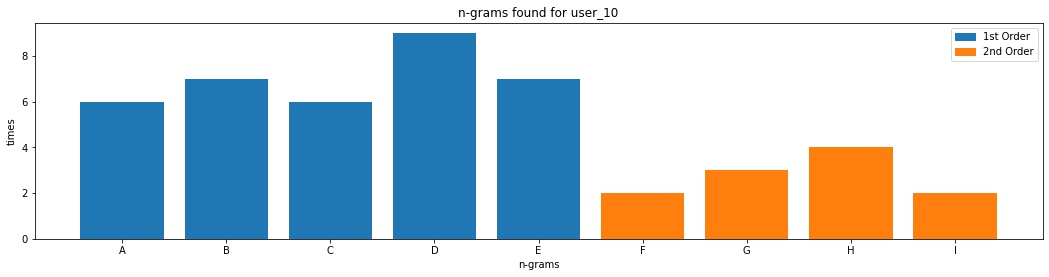 n-grams found for user_10
1st Order
2nd Order
8
6
4
2
0
times
A B C D E F G H I
n-grams